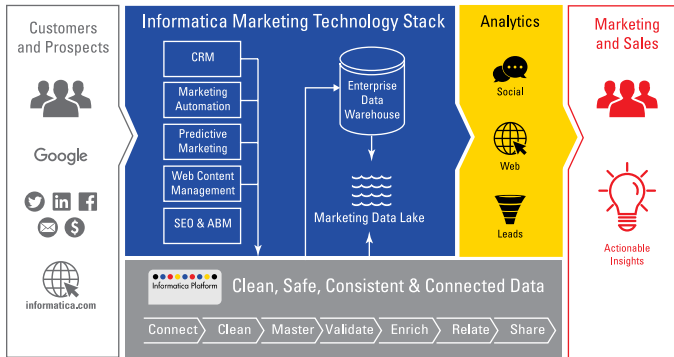 Customers
and Prospects
Google
in f
$
informatica.com
Informatica Marketing Technology Stack
CRM
Marketing
Automation
Predictive
Marketing
Web Content
Management
SEO & ABM
Enterprise
Data
Warehouse
Marketing Data Lake
Analytics
Social
Web
Leads
Marketing
and Sales
Actionable
Insights
Informatica Platform
Clean, Safe, Consistent & Connected Data
Connect Clean Master Validate Enrich Relate Share